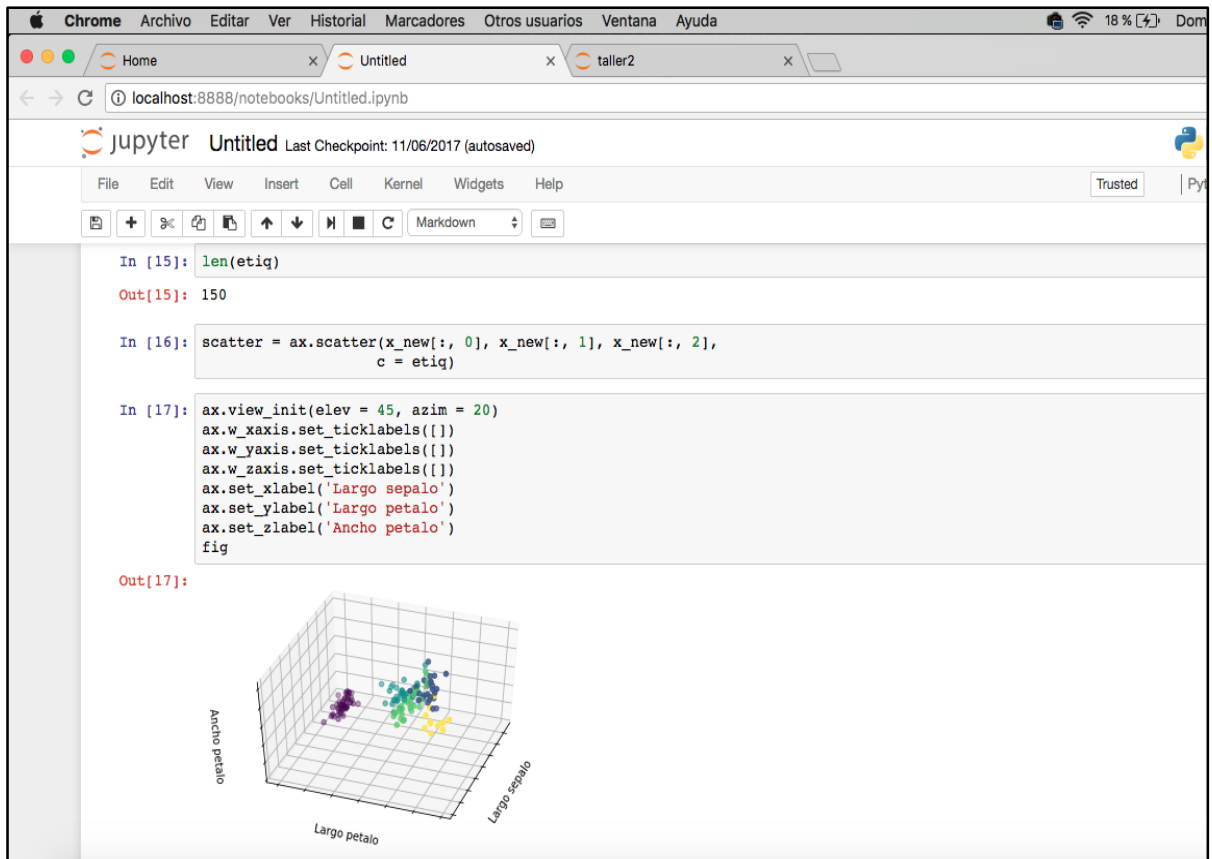 Chrome Archivo Editar Ver Historial Marcadores Otros usuarios Ventana Ayuda 18 % Dom
Home Untitled taller2
localhost:8888/notebooks/Untitled.ipynb
jupyter Untitled Last Checkpoint: 11/06/2017 (autosaved)
File Edit View Insert Cell Kernel Widgets Help Trusted Pyt
Markdown
In [15]: len(etiq)
Out[15]: 150
In [16]: scatter = ax.scatter(x_new[:, 0], x_new[:, 1], x_new[:, 2],
c = etiq)
In [17]: ax.view_init(elev = 45, azim = 20)
ax.w_xaxis.set_ticklabels([])
ax.w_yaxis.set_ticklabels([])
ax.w_zaxis.set_ticklabels([])
ax.set_xlabel('Largo sepalo')
ax.set_ylabel('Largo petalo')
ax.set_zlabel('Ancho petalo')
fig
Out[17]:
Ancho petalo
Largo sepalo
Largo petalo